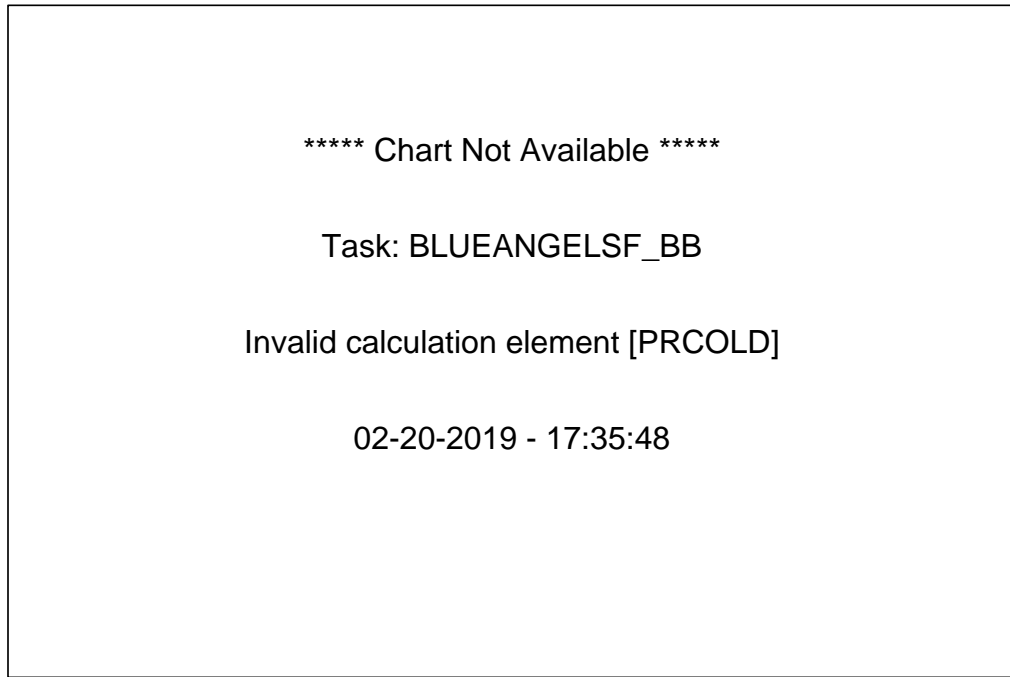 ***** Chart Not Available *****
Task: BLUEANGELSF_BB
Invalid calculation element [PRCOLD]
02-20-2019 - 17:35:48